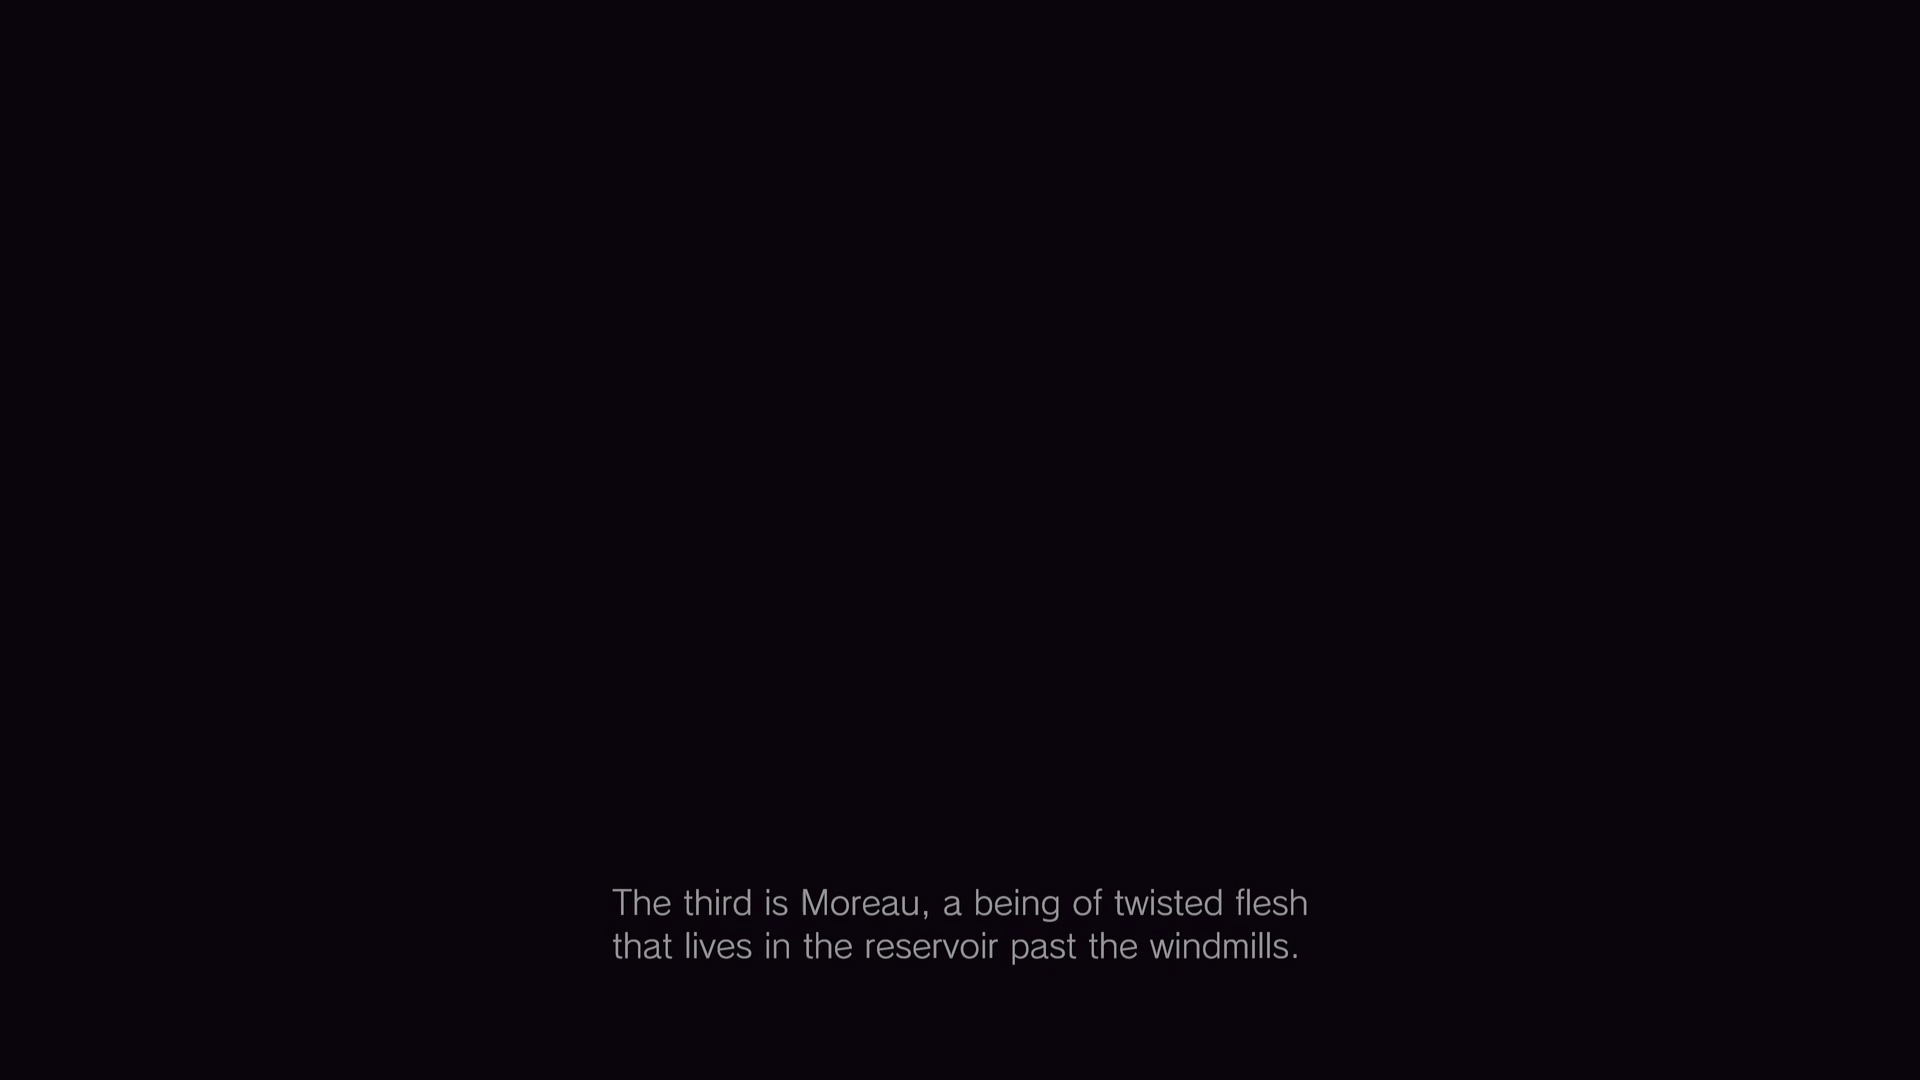 The third is Moreau, a being of twisted flesh
that lives in the reservoir past the windmills.